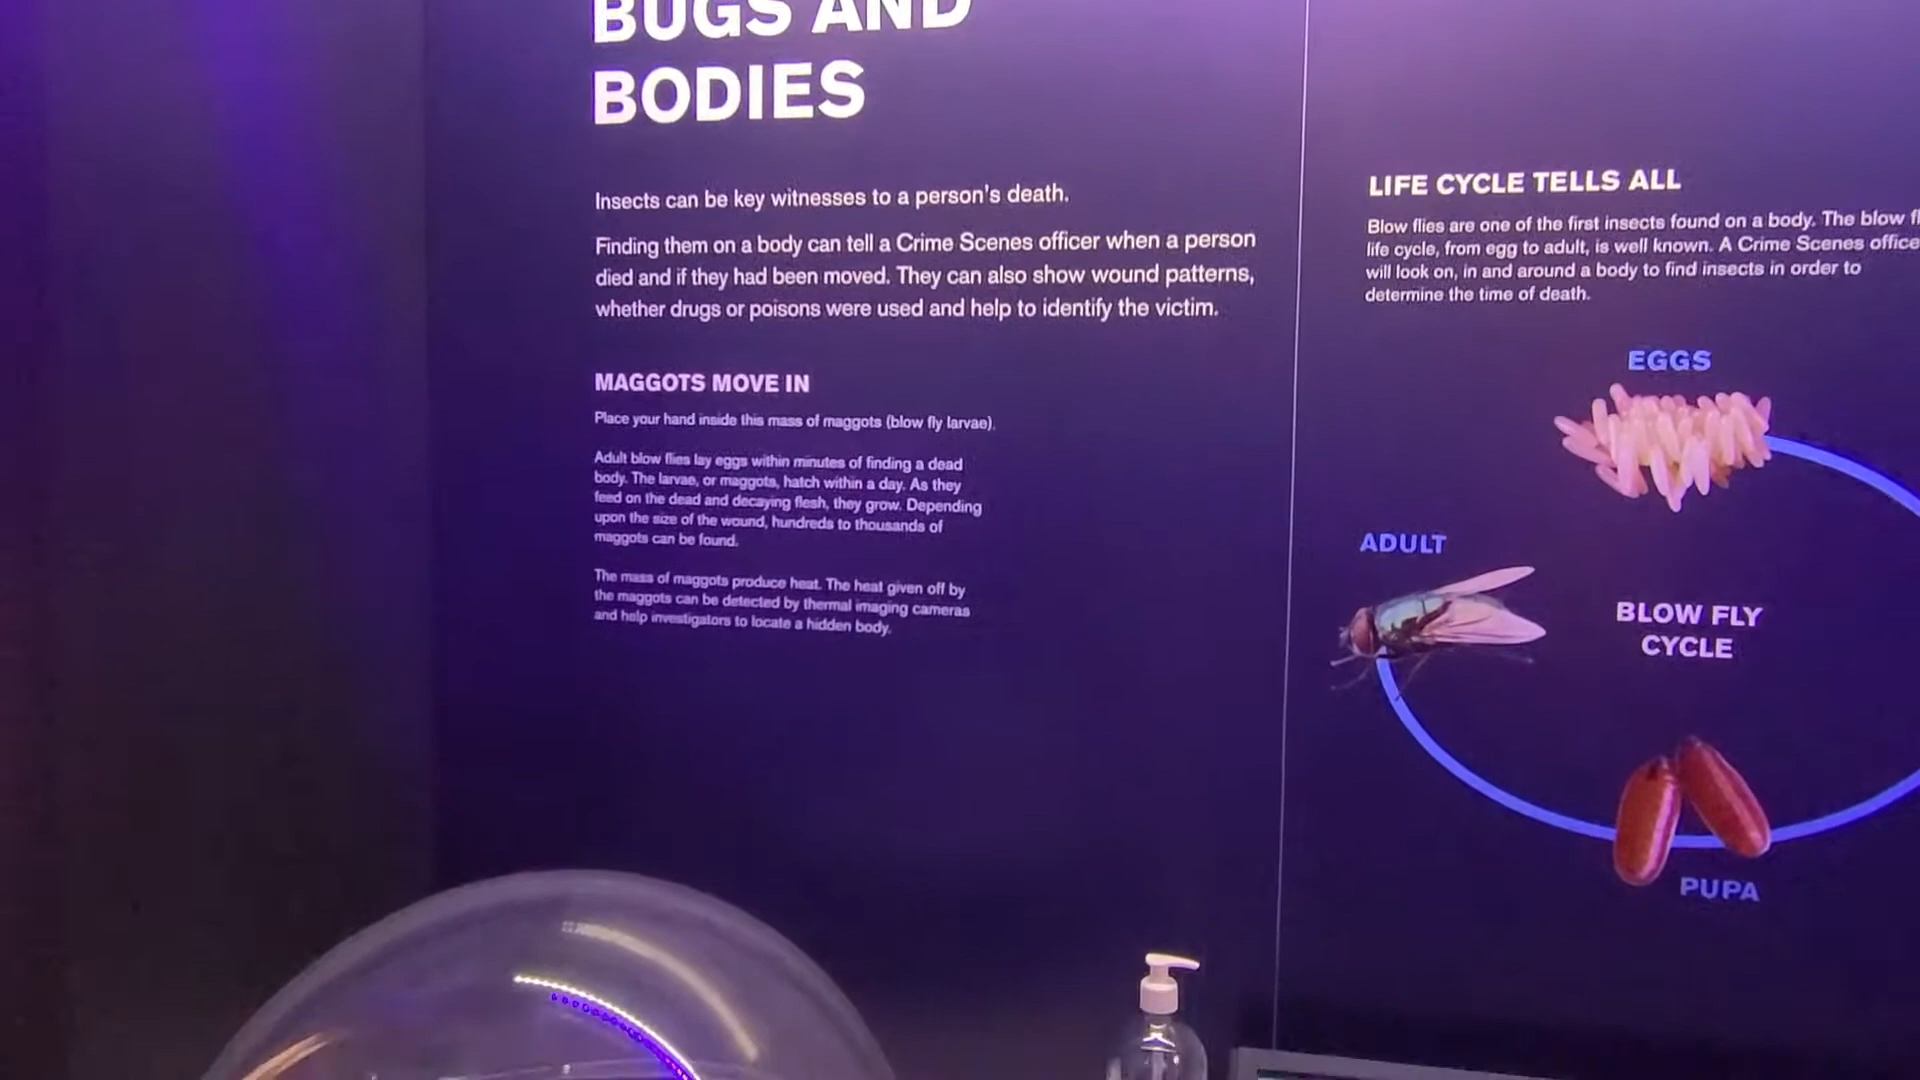 BUGS AND
BODIES
Insects can be key witnesses to a person's death.
Finding them on a body can tell a Crime Scenes officer when a person
died and if they had been moved. They can also show wound patterns,
whether drugs or poisons were used and help to identify the victim.
MAGGOTS MOVE IN
Place your hand inside this mass of maggots (blow fly larvae).
Adult blow flies lay eggs within minutes of finding a dead
body. The larvae, or maggots, hatch within a day. As they
feed on the dead and decaying flesh, they grow. Depending
upon the size of the wound, hundreds to thousands of
maggots can be found.
The mass of maggots produce heat. The heat given off by
the maggots can be detected by thermal imaging cameras
and help investigators to locate a hidden body.
LIFE CYCLE TELLS ALL
Blow flies are one of the first insects found on a body. The blow
life cycle, from egg to adult, is well known. A Crime Scenes
will look on, in and around a body to find insects in order to
determine the time of death.
EGGS
ADULT
BLOW FLY
CYCLE
PUPA